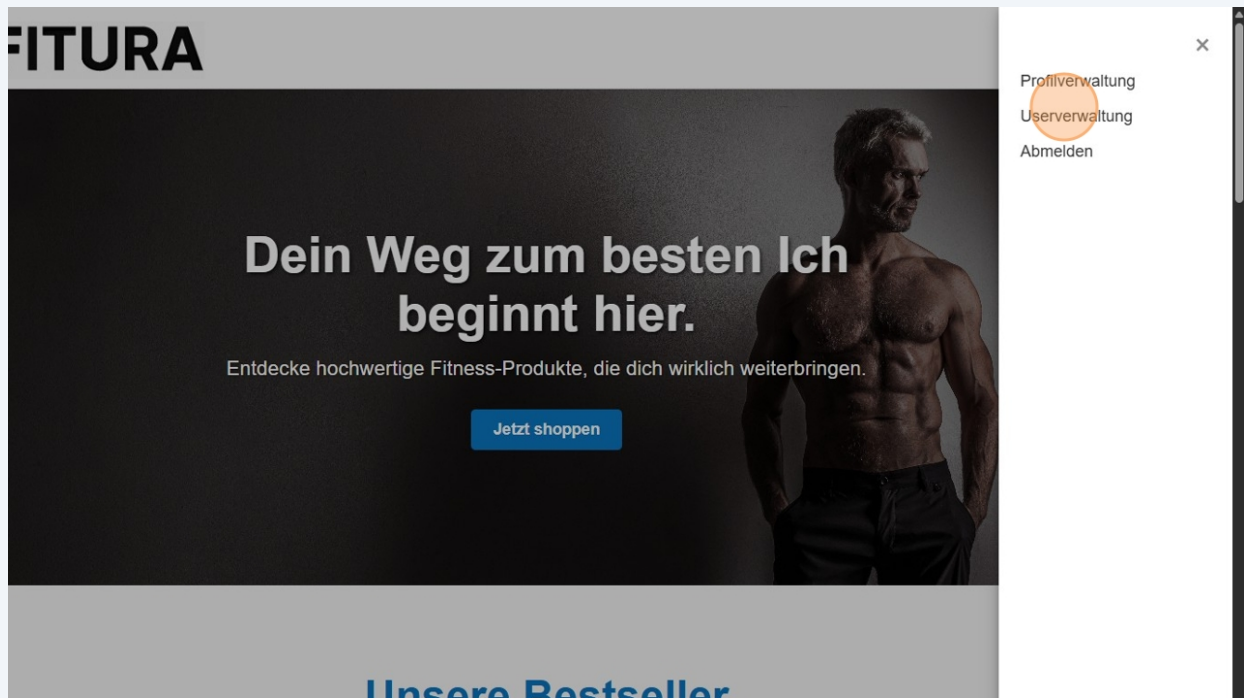 FITURA
×
Profilverwaltung
Userverwaltung
Abmelden
Dein Weg zum besten Ich
beginnt hier.
Entdecke hochwertige Fitness-Produkte, die dich wirklich weiterbringen.
Jetzt shoppen
Unsere Bestseller